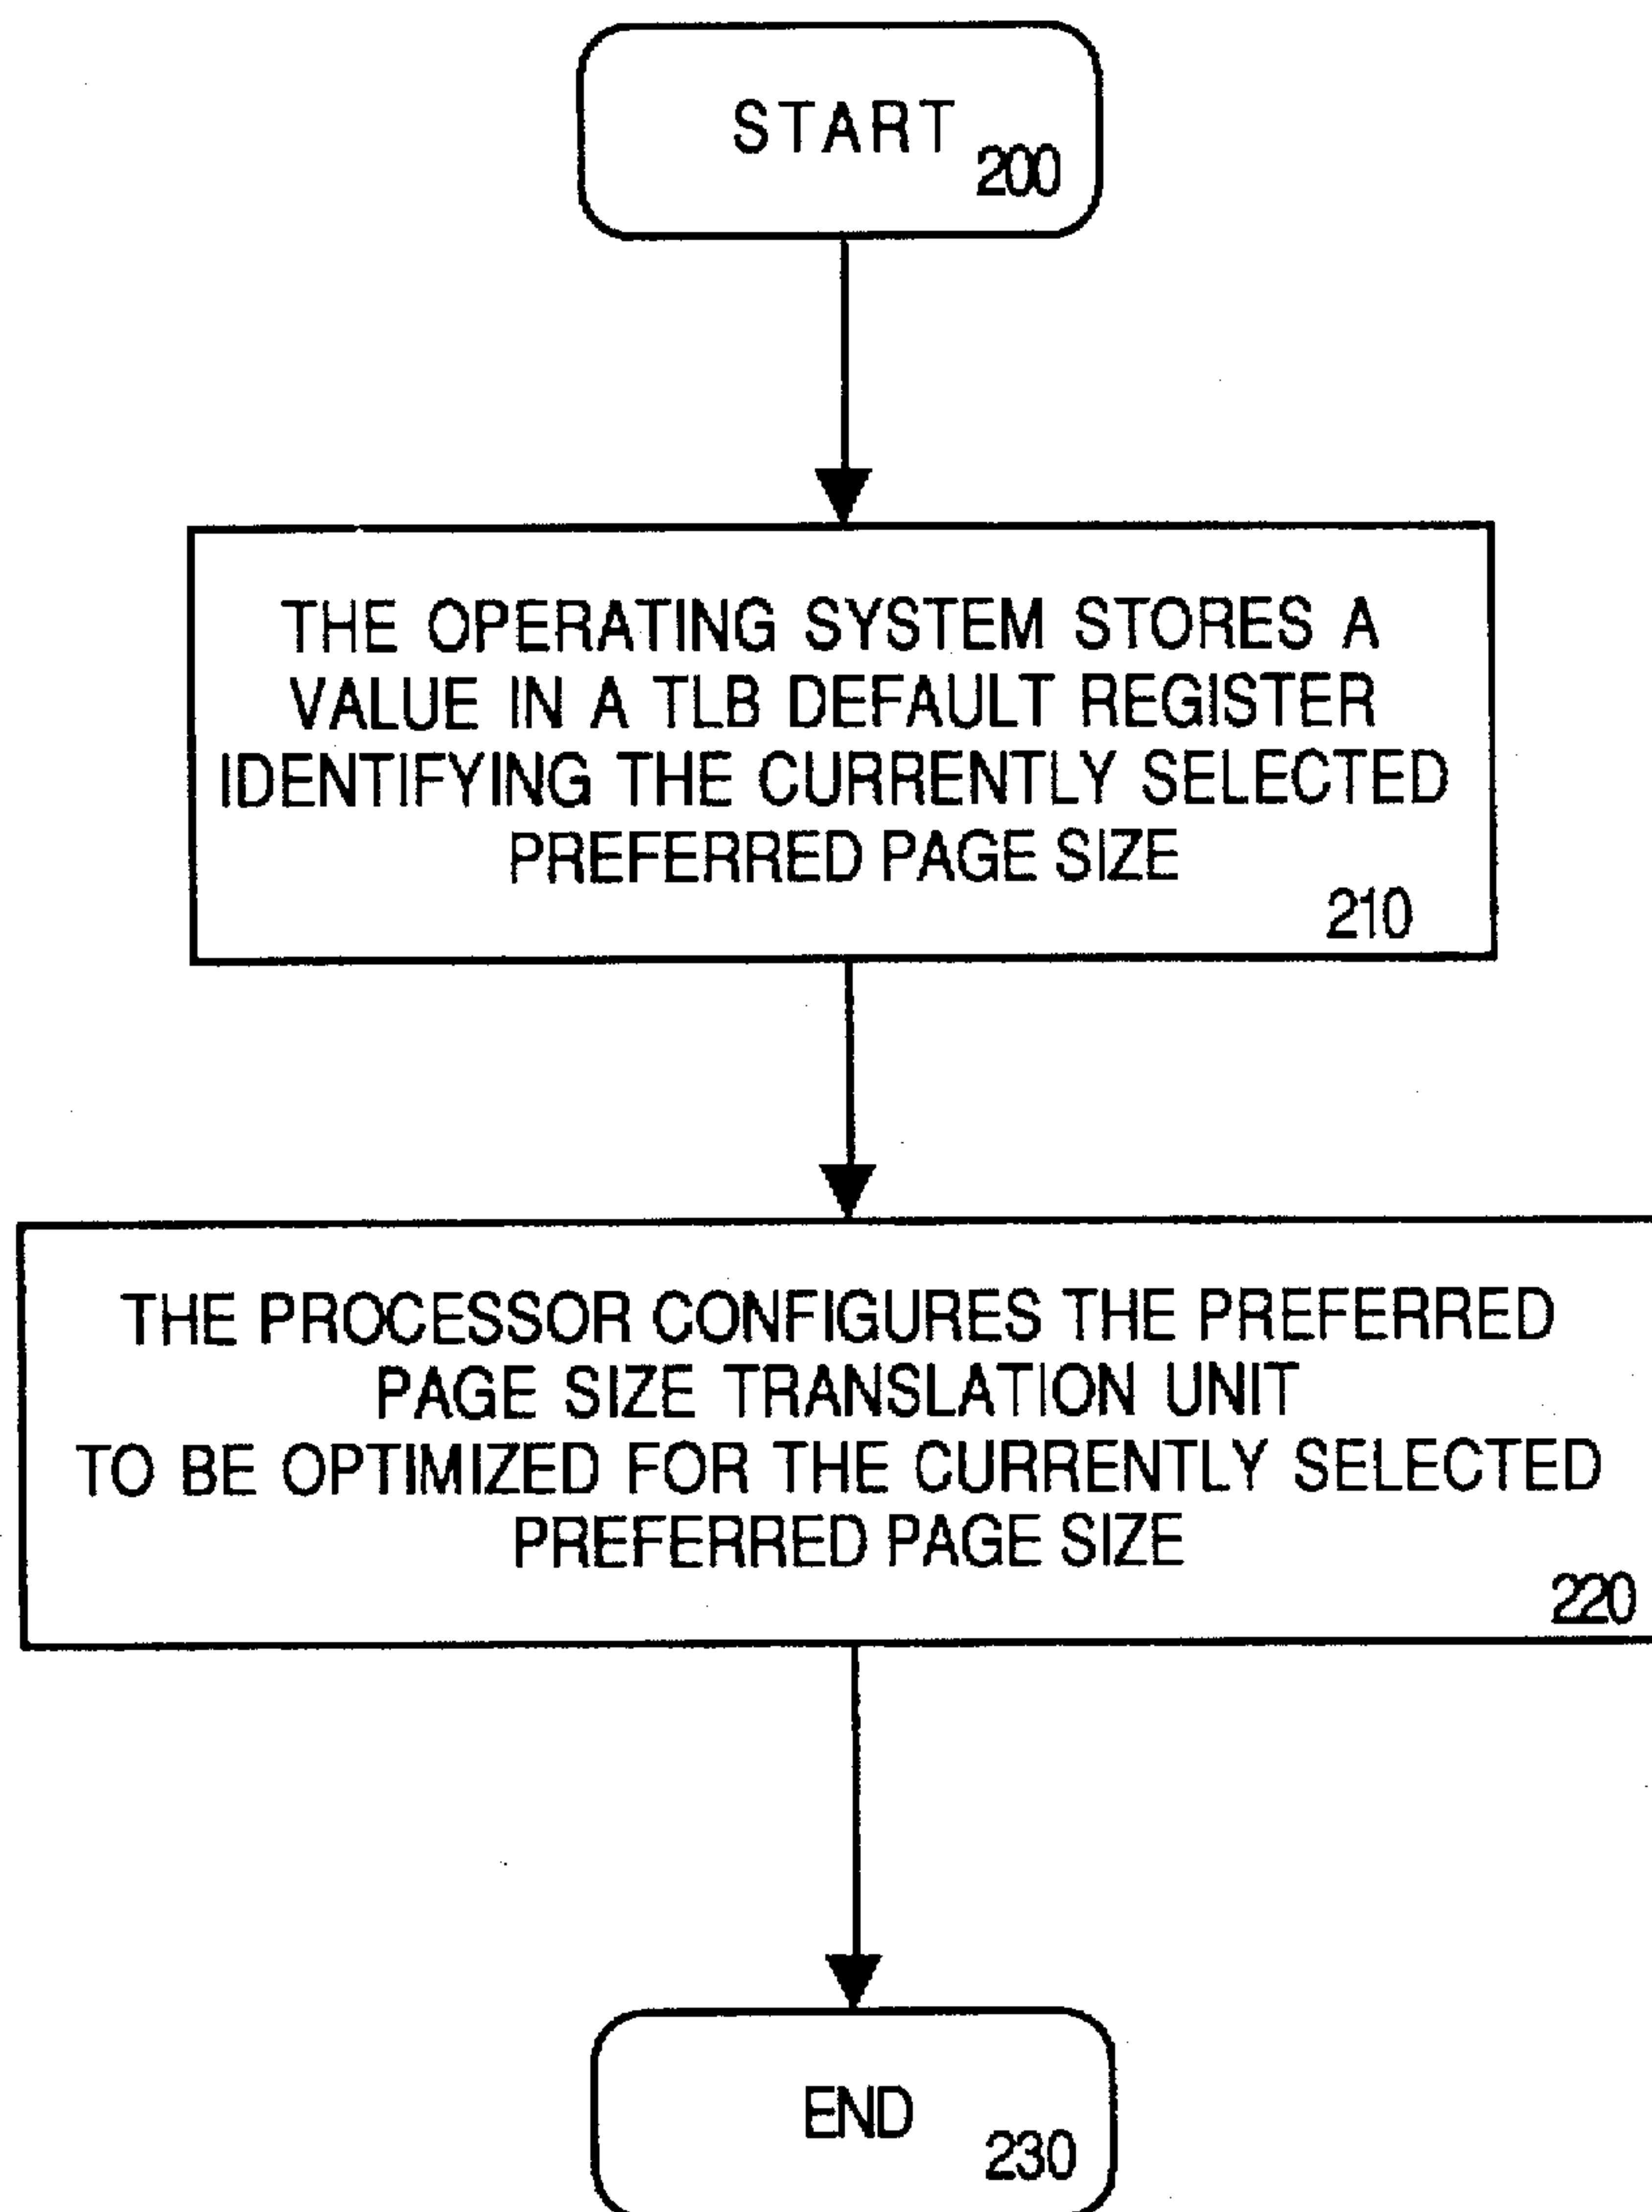 START
200
THE OPERATING SYSTEM STORES A
VALUE IN A TLB DEFAULT REGISTER
IDENTIFYING THE CURRENTLY SELECTED
PREFERRED PAGE SIZE
210
THE PROCESSOR CONFIGURES THE PREFERRED
PAGE SIZE TRANSLATION UNIT
TO BE OPTIMIZED FOR THE CURRENTLY SELECTED
PREFERRED PAGE SIZE
220
END
230